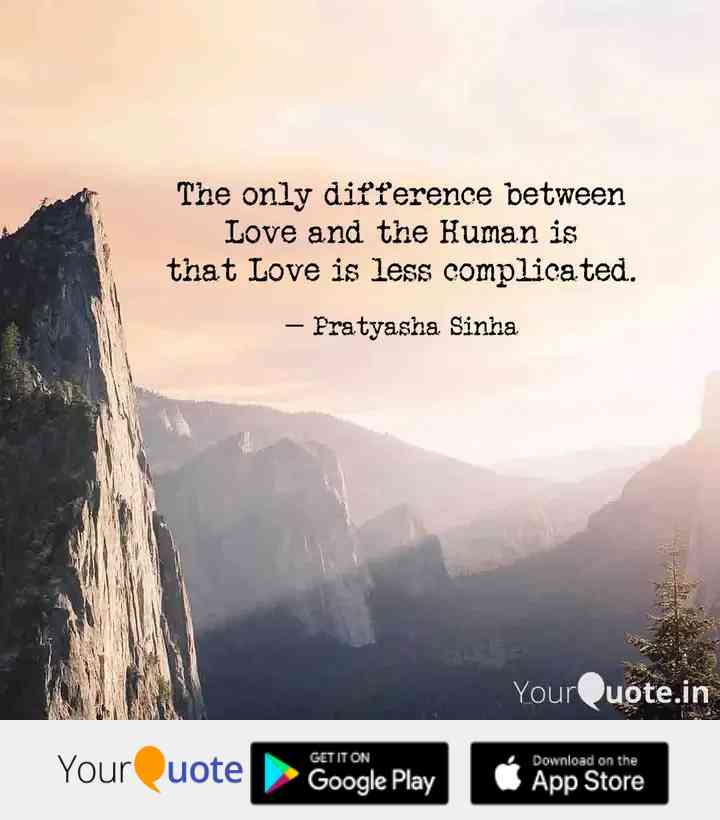 The only difference between
Love and the Human is
that Love is less complicated.
— Pratyasha Sinha
YourQuote.in
YourQuote
GET IT ON
Google Play
Download on the
App Store